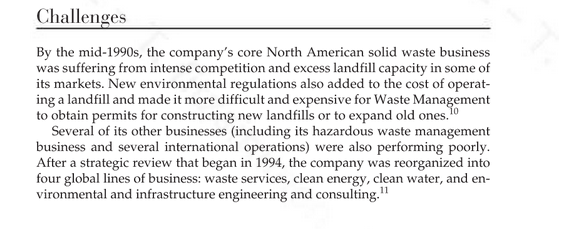 Challenges
By the mid-1990s, the company's core North American solid waste business
was suffering from intense competition and excess landfill capacity in some of
its markets. New environmental regulations also added to the cost of operat-
ing a landfill and made it more difficult and expensive for Waste Management
to obtain permits for constructing new landfills or to expand old ones.10
Several of its other businesses (including its hazardous waste management
business and several international operations) were also performing poorly.
After a strategic review that began in 1994, the company was reorganized into
four global lines of business: waste services, clean energy, clean water, and en-
vironmental and infrastructure engineering and consulting.11